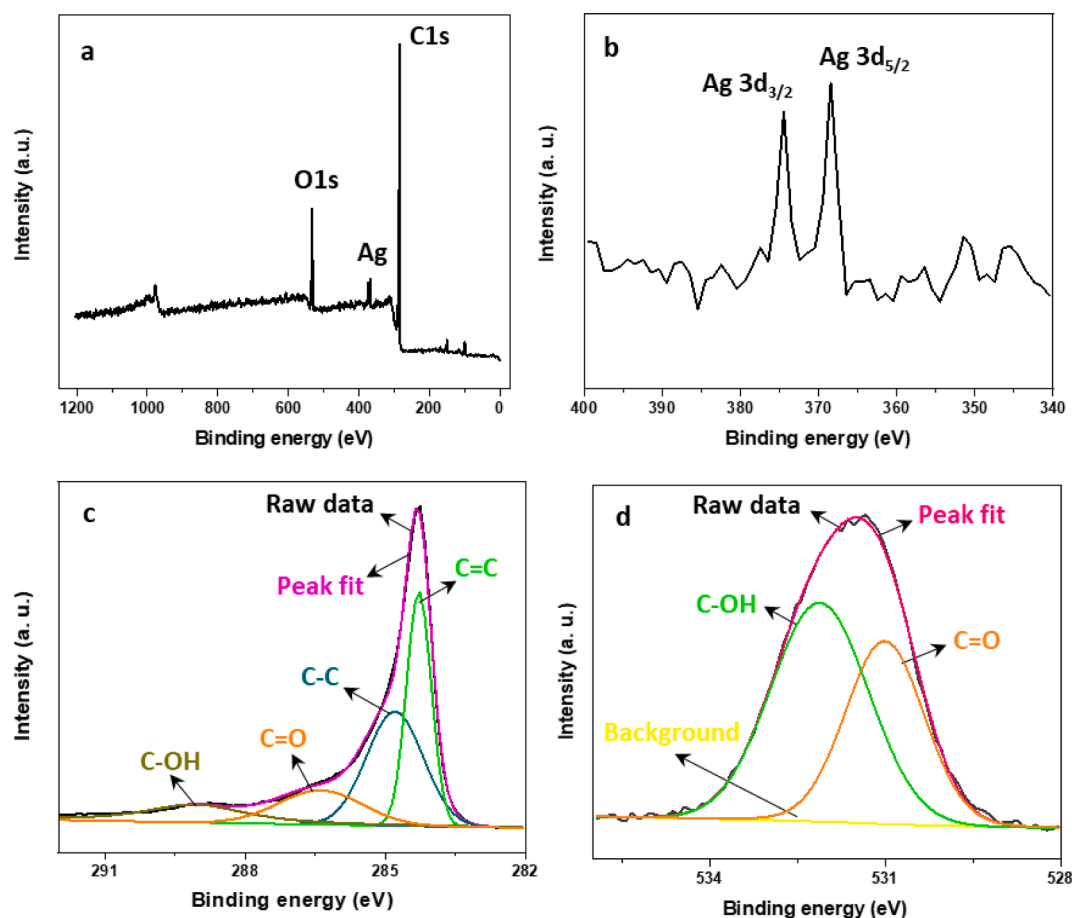 a
C1s
O1s
Ag
Intensity (a.u.)
1200 1000 800 600 400 200 0
Binding energy (eV)
b
Ag 3d5/2
Ag 3d3/2
Intensity (a. u.)
400 390 380 370 360 350 340
Binding energy (eV)
c
Raw data
Peak fit
C=C
C-C
C=O
C-OH
Intensity (a. u.)
291 288 285 282
Binding energy (eV)
d
Raw data
Peak fit
C-OH
C=O
Background
Intensity (a. u.)
534 531 528
Binding energy (eV)